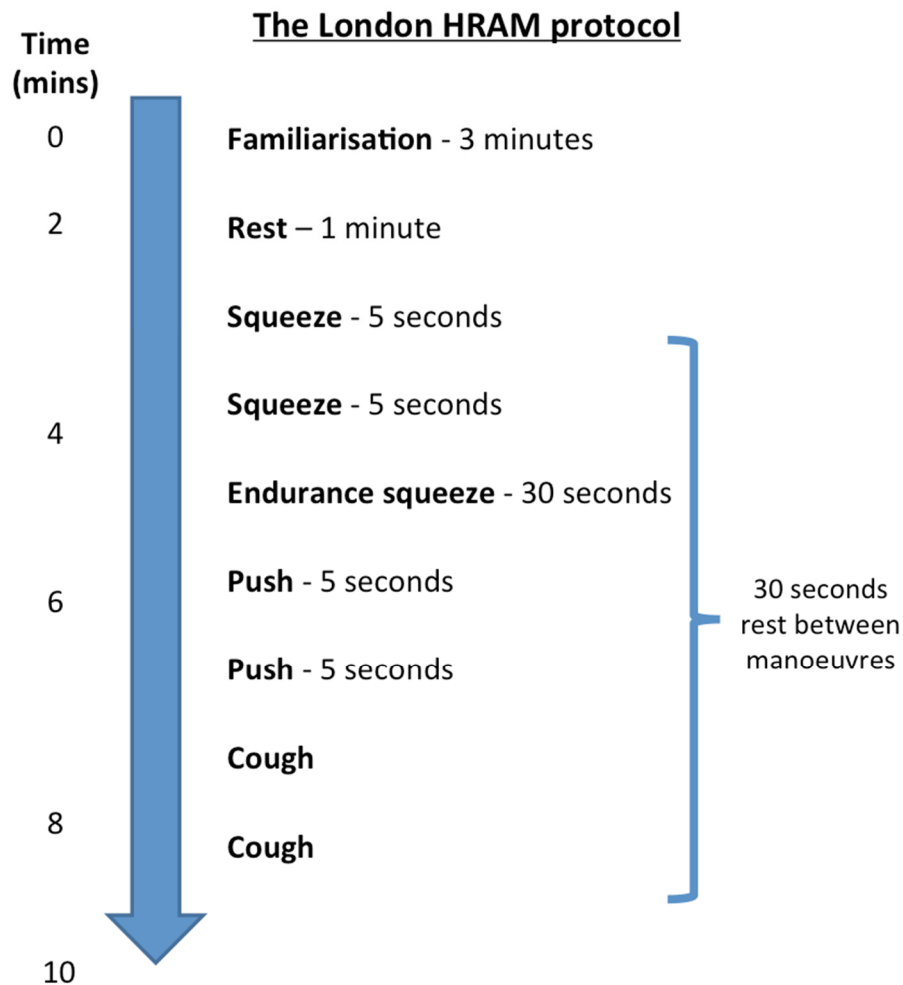 The London HRAM protocol
Time
(mins)
0
Familiarisation - 3 minutes
2
Rest – 1 minute
Squeeze - 5 seconds
Squeeze - 5 seconds
4
Endurance squeeze - 30 seconds
Push - 5 seconds
6
Push - 5 seconds
Cough
8
Cough
10
30 seconds
rest between
manoeuvres